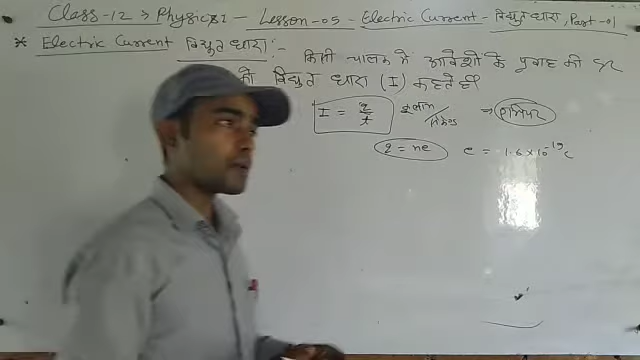 Class-12 → Physics - Lesson-05 - Electric Current - विद्युत धारा, Part-01
* Electric Current विद्युत धारा :- किसी चालक में आवेशों के प्रवाह की दर
को विद्युत धारा (I) कहते हैं
I = q/t कूलाम/सेकेण्ड ⇒ एम्पियर
q = ne e = 1.6 × 10⁻¹⁹ C